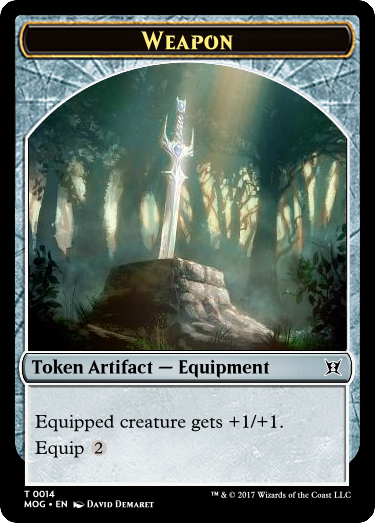 Weapon
Token Artifact — Equipment
Equipped creature gets +1/+1.
Equip 2
T 0014
MOG • EN David Demaret
™ & © 2017 Wizards of the Coast LLC